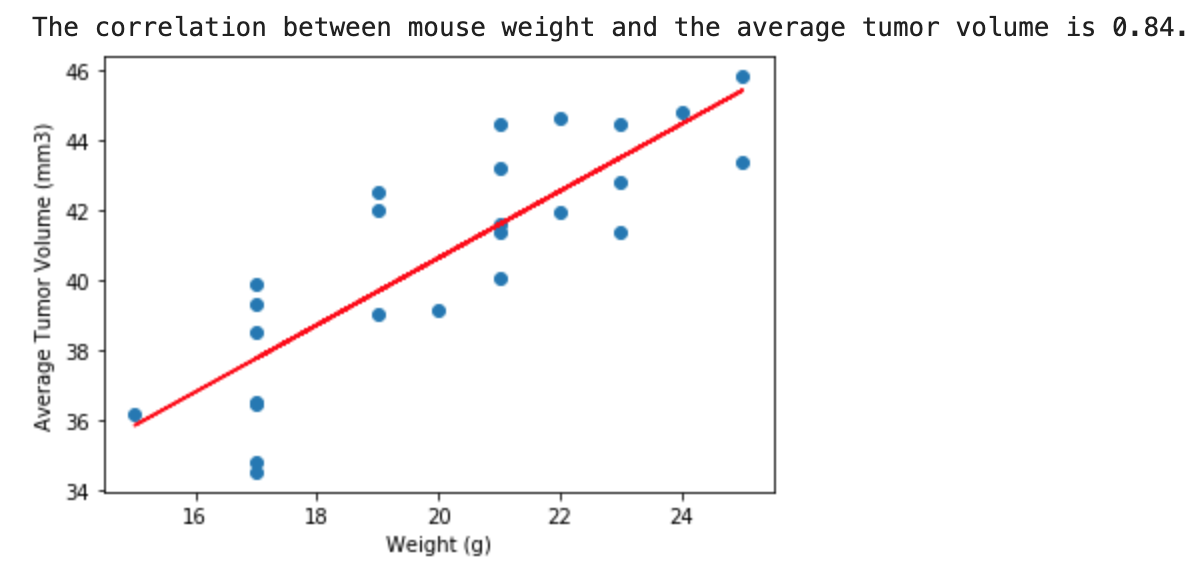 The correlation between mouse weight and the average tumor volume is 0.84.
46
44
42
40
38
36
34
Average Tumor Volume (mm3)
16 18 20 22 24
Weight (g)